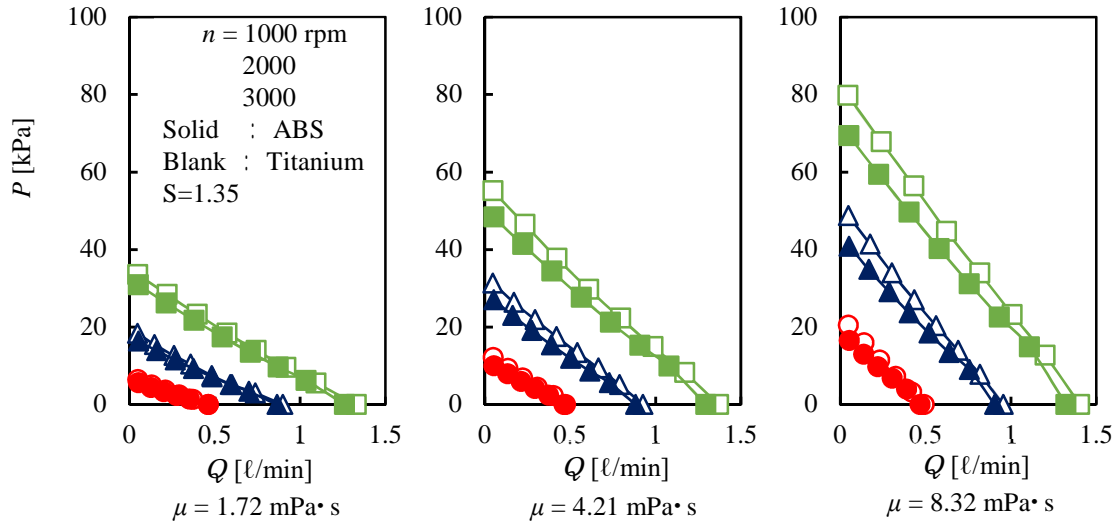 n = 1000 rpm
2000
3000
Solid : ABS
Blank : Titanium
S=1.35
P [kPa]
100
80
60
40
20
0
0 0.5 1 1.5
Q [ℓ/min]
μ = 1.72 mPa• s
100
80
60
40
20
0
0 0.5 1 1.5
Q [ℓ/min]
μ = 4.21 mPa• s
100
80
60
40
20
0
0 0.5 1 1.5
Q [ℓ/min]
μ = 8.32 mPa• s